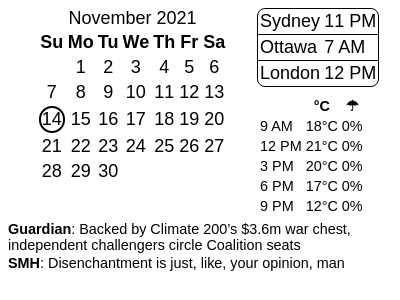 November 2021
Su Mo Tu We Th Fr Sa
1 2 3 4 5 6
7 8 9 10 11 12 13
14 15 16 17 18 19 20
21 22 23 24 25 26 27
28 29 30
Sydney 11 PM
Ottawa 7 AM
London 12 PM
°C ☂
9 AM 18°C 0%
12 PM 21°C 0%
3 PM 20°C 0%
6 PM 17°C 0%
9 PM 12°C 0%
Guardian: Backed by Climate 200's $3.6m war chest,
independent challengers circle Coalition seats
SMH: Disenchantment is just, like, your opinion, man